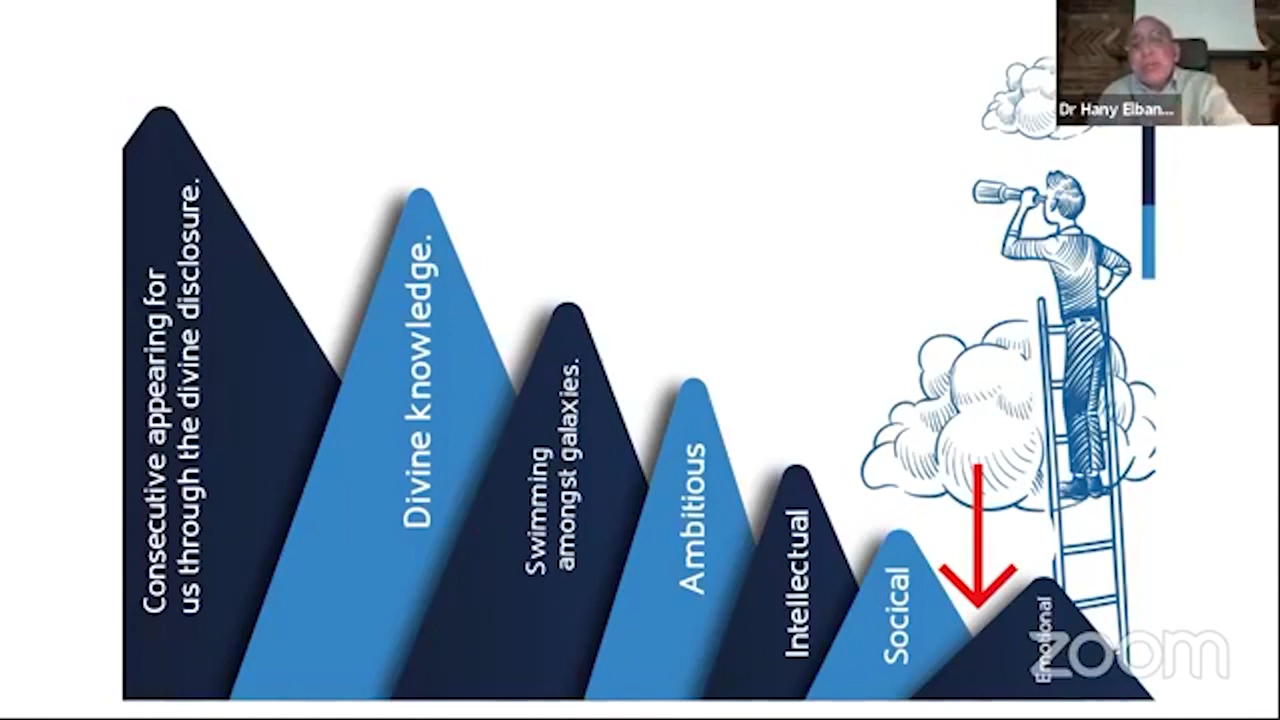 Dr Hany Elban...
Consecutive appearing for
us through the divine disclosure.
Divine knowledge.
Swimming
amongst galaxies.
Ambitious
Intellectual
Socical
Emotional
zoom